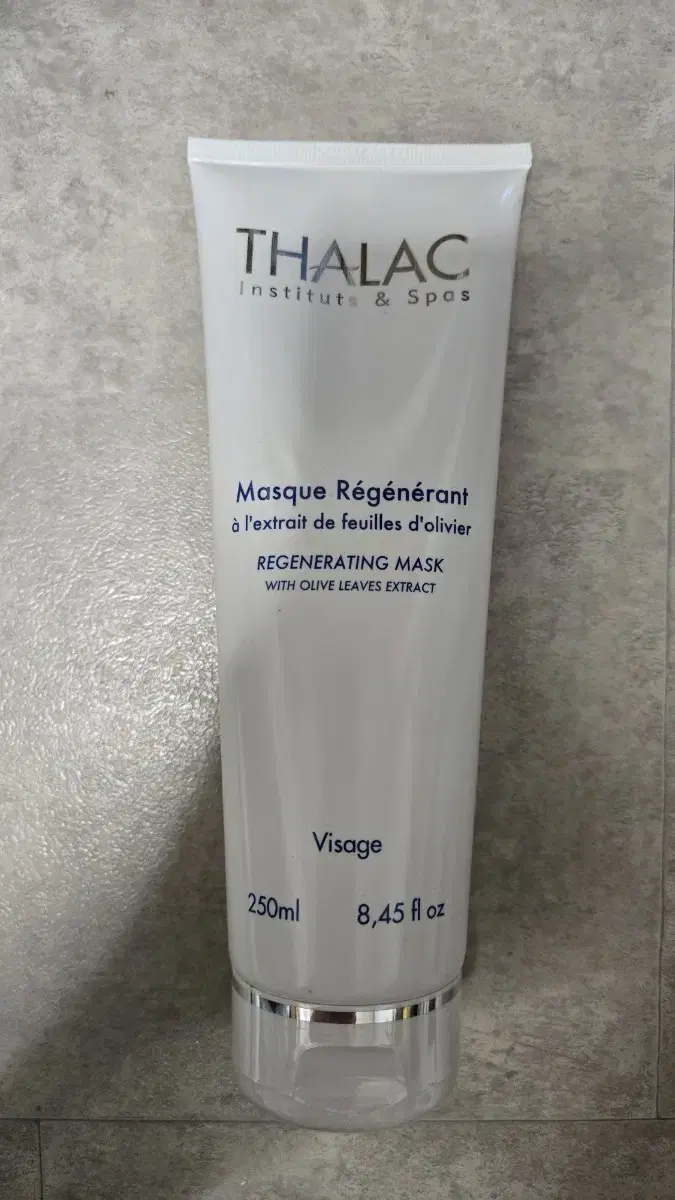 THALAC
Instituts & Spas
Masque Régénérant
à l'extrait de feuilles d'olivier
REGENERATING MASK
WITH OLIVE LEAVES EXTRACT
Visage
250ml 8,45 fl oz